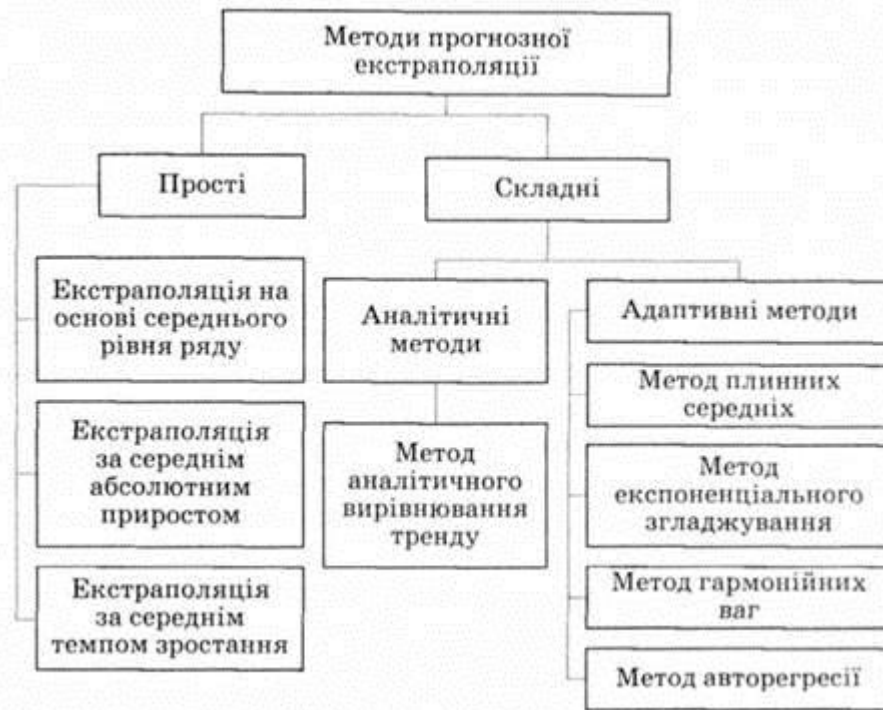 Методи прогнозної
екстраполяції
Прості
Складні
Екстраполяція на
основі середнього
рівня ряду
Екстраполяція
за середнім
абсолютним
приростом
Екстраполяція
за середнім
темпом зростання
Аналітичні
методи
Метод
аналітичного
вирівнювання
тренду
Адаптивні методи
Метод плинних
середніх
Метод
експоненціального
згладжування
Метод гармонійних
ваг
Метод авторегресії